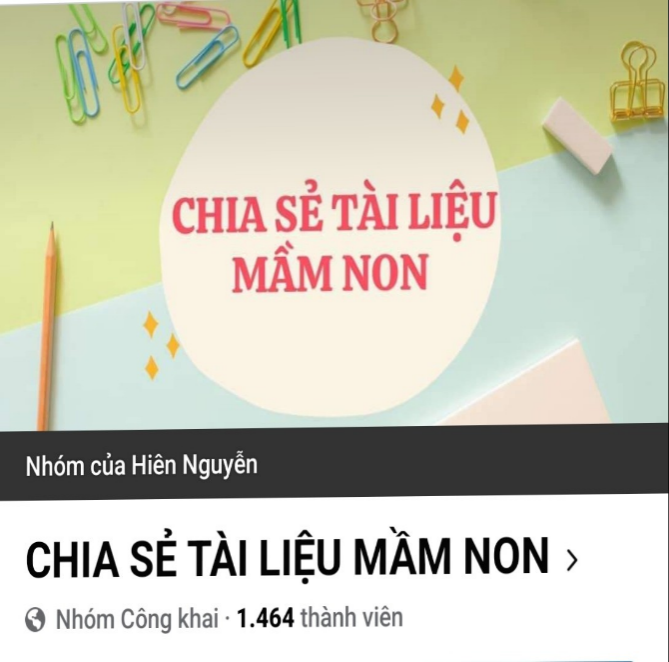 CHIA SẺ TÀI LIỆU
MẦM NON
Nhóm của Hiên Nguyễn
CHIA SẺ TÀI LIỆU MẦM NON
Nhóm Công khai · 1.464 thành viên